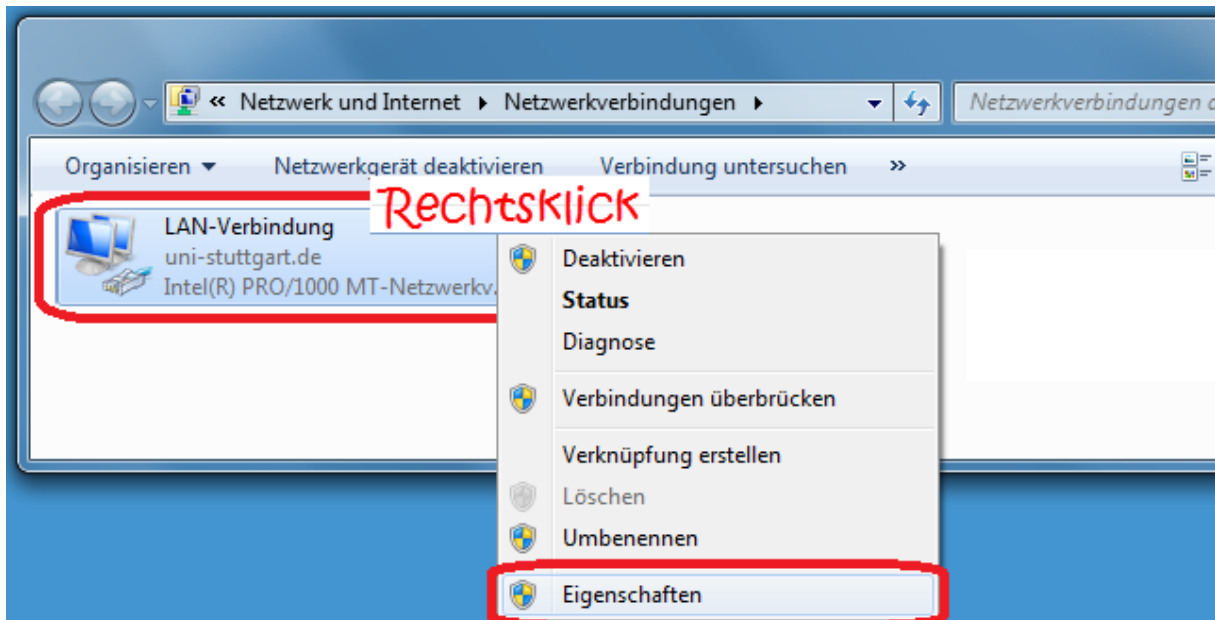 « Netzwerk und Internet ▸ Netzwerkverbindungen ▸
Netzwerkverbindungen
Organisieren ▾ Netzwerkgerät deaktivieren Verbindung untersuchen »
Rechtsklick
LAN-Verbindung
uni-stuttgart.de
Intel(R) PRO/1000 MT-Netzwerkv...
Deaktivieren
Status
Diagnose
Verbindungen überbrücken
Verknüpfung erstellen
Löschen
Umbenennen
Eigenschaften